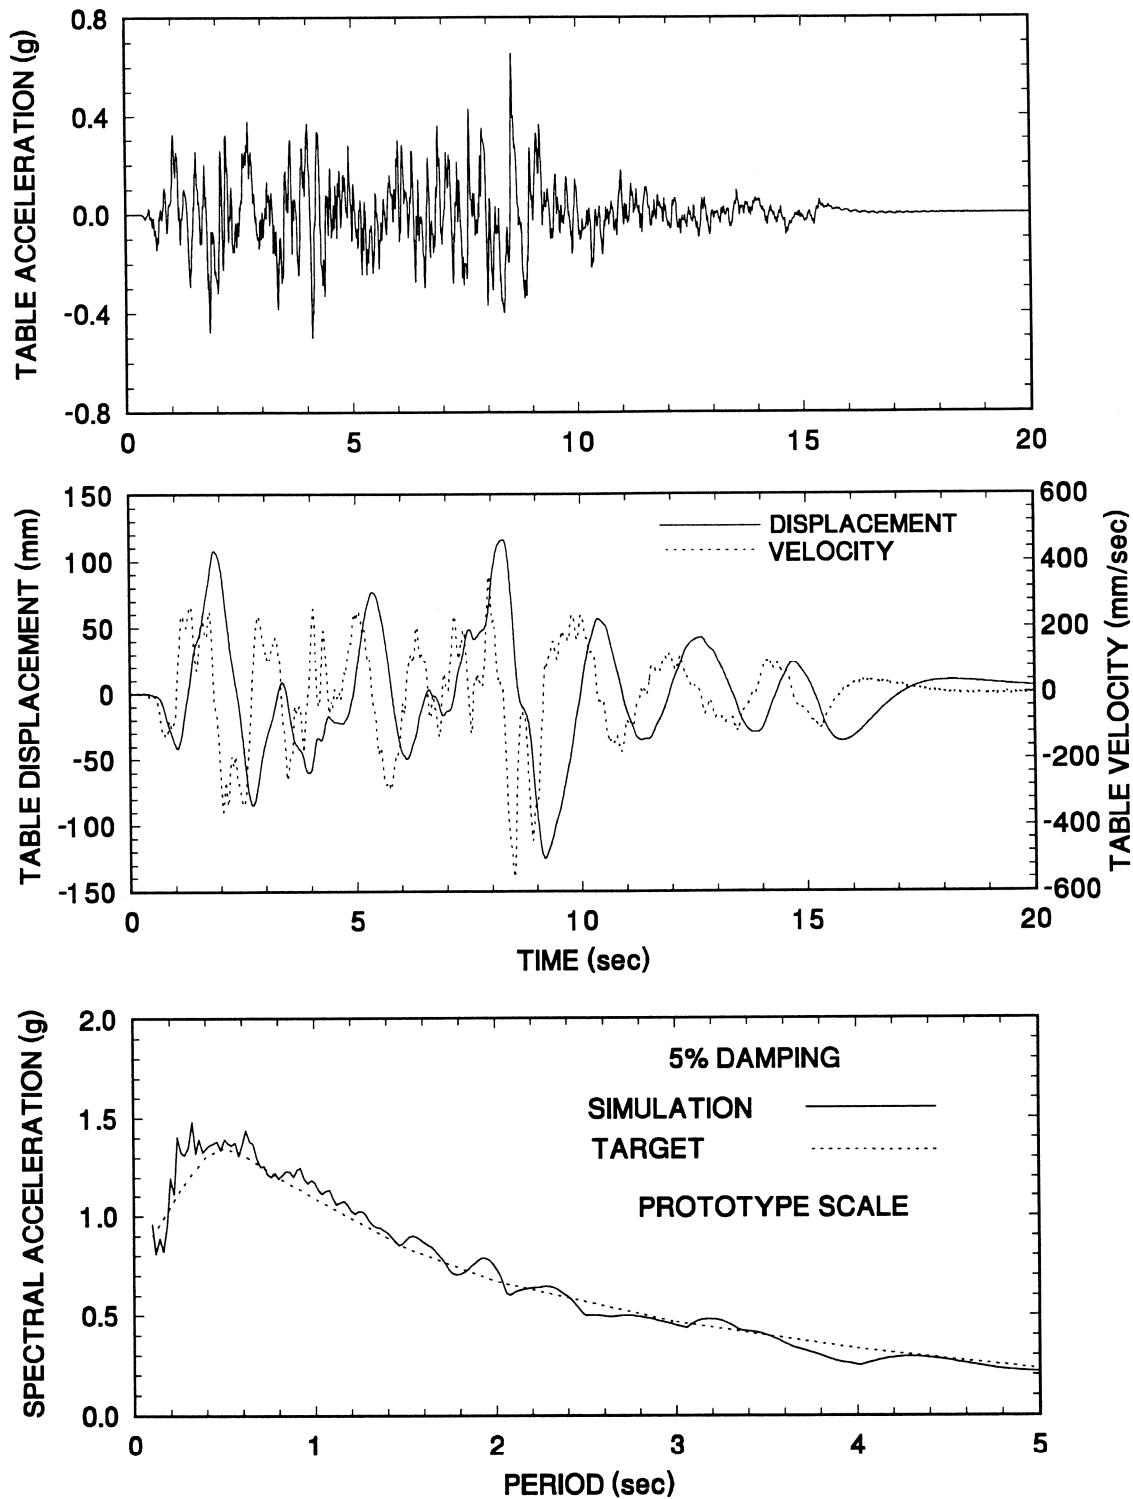 TABLE ACCELERATION (g)
0.8
0.4
0.0
-0.4
-0.8
0 5 10 15 20
TABLE DISPLACEMENT (mm)
150
100
50
0
-50
-100
-150
DISPLACEMENT
VELOCITY
600
400
200
0
-200
-400
-600
TABLE VELOCITY (mm/sec)
0 5 10 15 20
TIME (sec)
SPECTRAL ACCELERATION (g)
2.0
1.5
1.0
0.5
0.0
5% DAMPING
SIMULATION
TARGET
PROTOTYPE SCALE
0 1 2 3 4 5
PERIOD (sec)